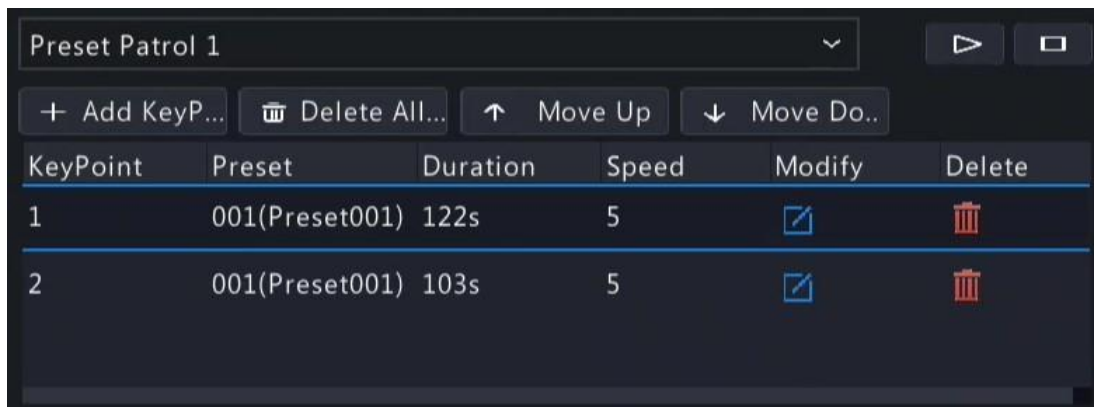 Preset Patrol 1
Add KeyP... Delete All... Move Up Move Do..
KeyPoint Preset Duration Speed Modify Delete
1 001(Preset001) 122s 5
2 001(Preset001) 103s 5